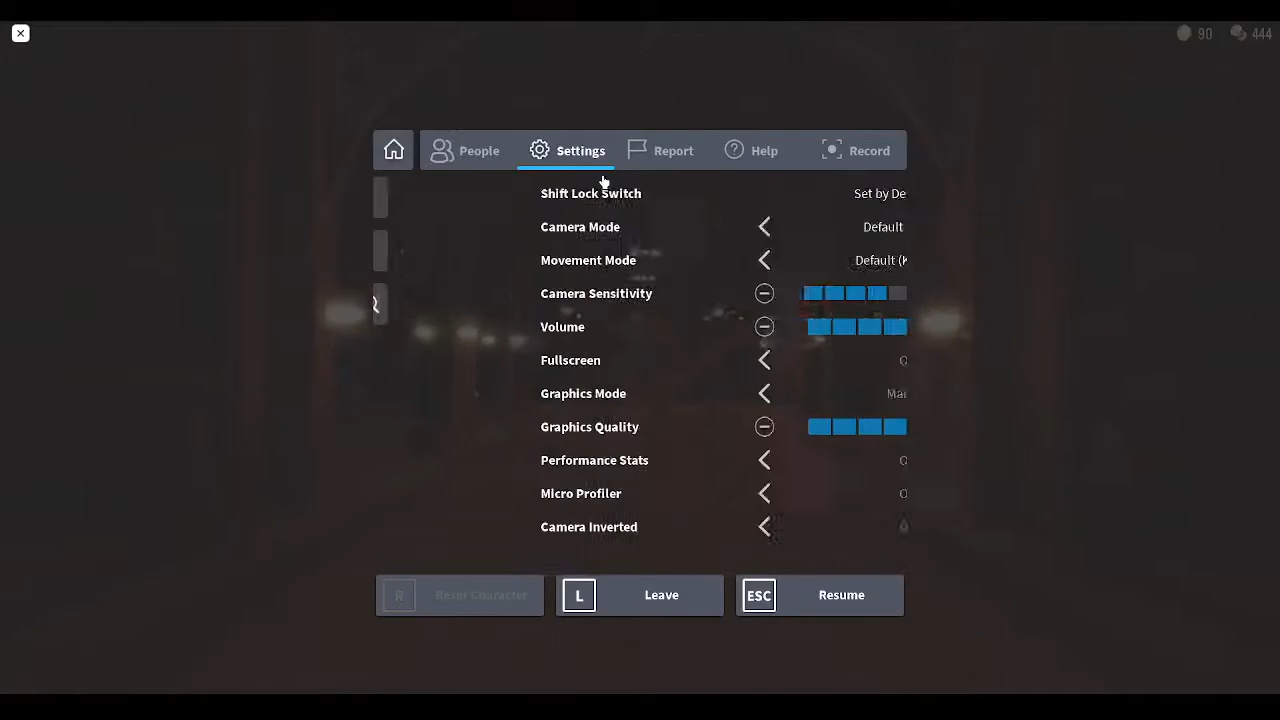 90 444
People Settings Report Help Record
Shift Lock Switch Set by De
Camera Mode Default
Movement Mode Default (K
Camera Sensitivity
Volume
Fullscreen O
Graphics Mode Mai
Graphics Quality
Performance Stats O
Micro Profiler O
Camera Inverted
R Reset Character L Leave ESC Resume